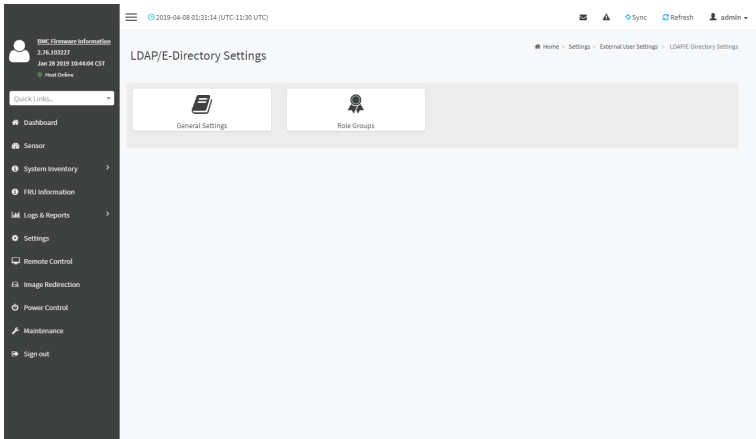 2019-04-08 01:31:14 (UTC-11:30 UTC)
Sync
Refresh
admin
BMC Firmware Information
2.76.103227
Jan 28 2019 10:44:04 CST
Host Online
Quick Links...
Dashboard
Sensor
System Inventory
FRU Information
Logs & Reports
Settings
Remote Control
Image Redirection
Power Control
Maintenance
Sign out
LDAP/E-Directory Settings
Home > Settings > External User Settings > LDAP/E-Directory Settings
General Settings
Role Groups